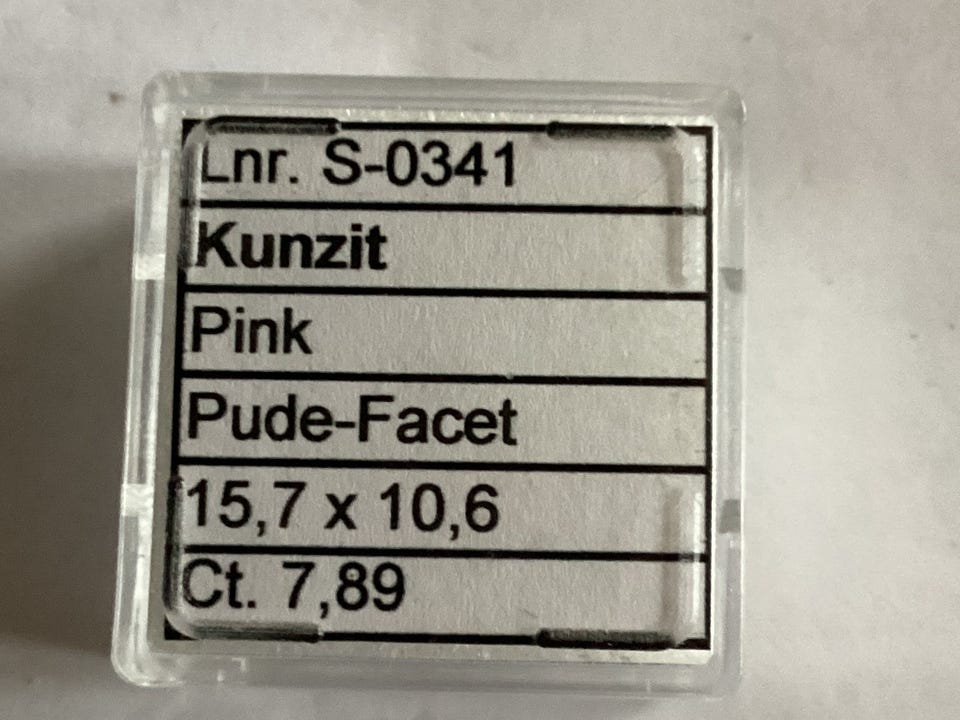 Lnr. S-0341
Kunzit
Pink
Pude-Facet
15,7 x 10,6
Ct. 7,89